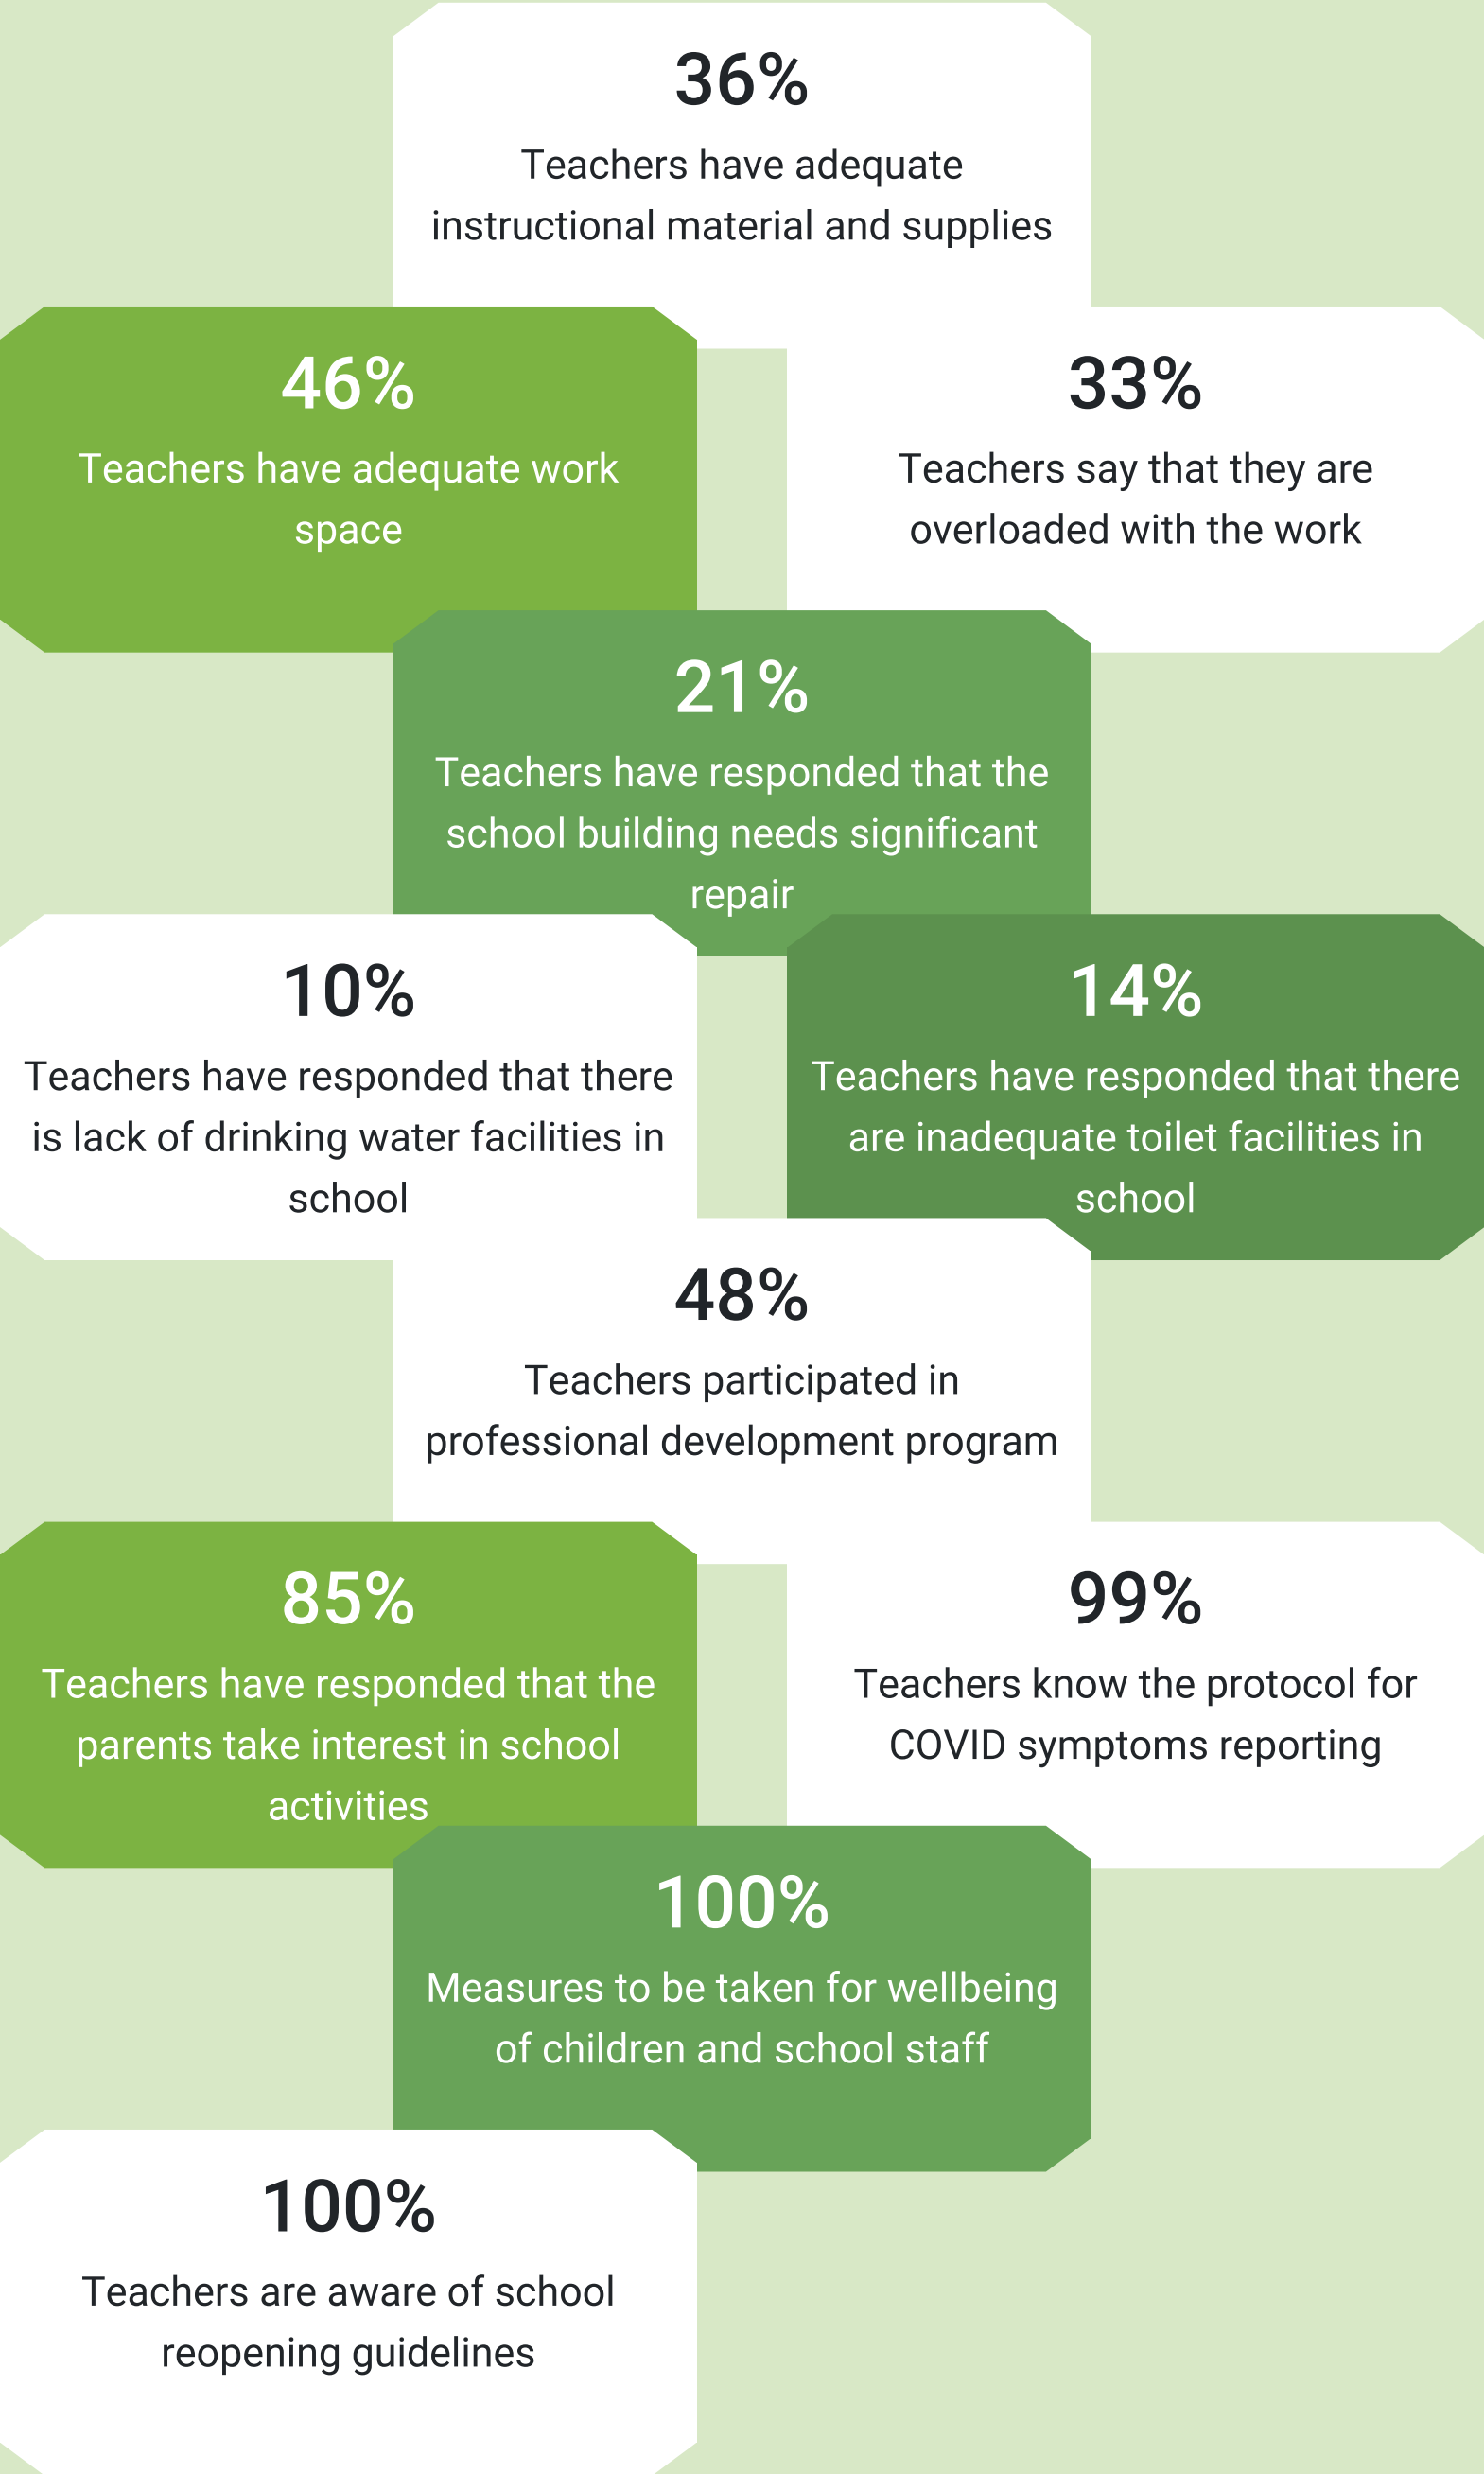 36%
Teachers have adequate
instructional material and supplies
46%
Teachers have adequate work
space
33%
Teachers say that they are
overloaded with the work
21%
Teachers have responded that the
school building needs significant
repair
10%
Teachers have responded that there
is lack of drinking water facilities in
school
14%
Teachers have responded that there
are inadequate toilet facilities in
school
48%
Teachers participated in
professional development program
85%
Teachers have responded that the
parents take interest in school
activities
99%
Teachers know the protocol for
COVID symptoms reporting
100%
Measures to be taken for wellbeing
of children and school staff
100%
Teachers are aware of school
reopening guidelines